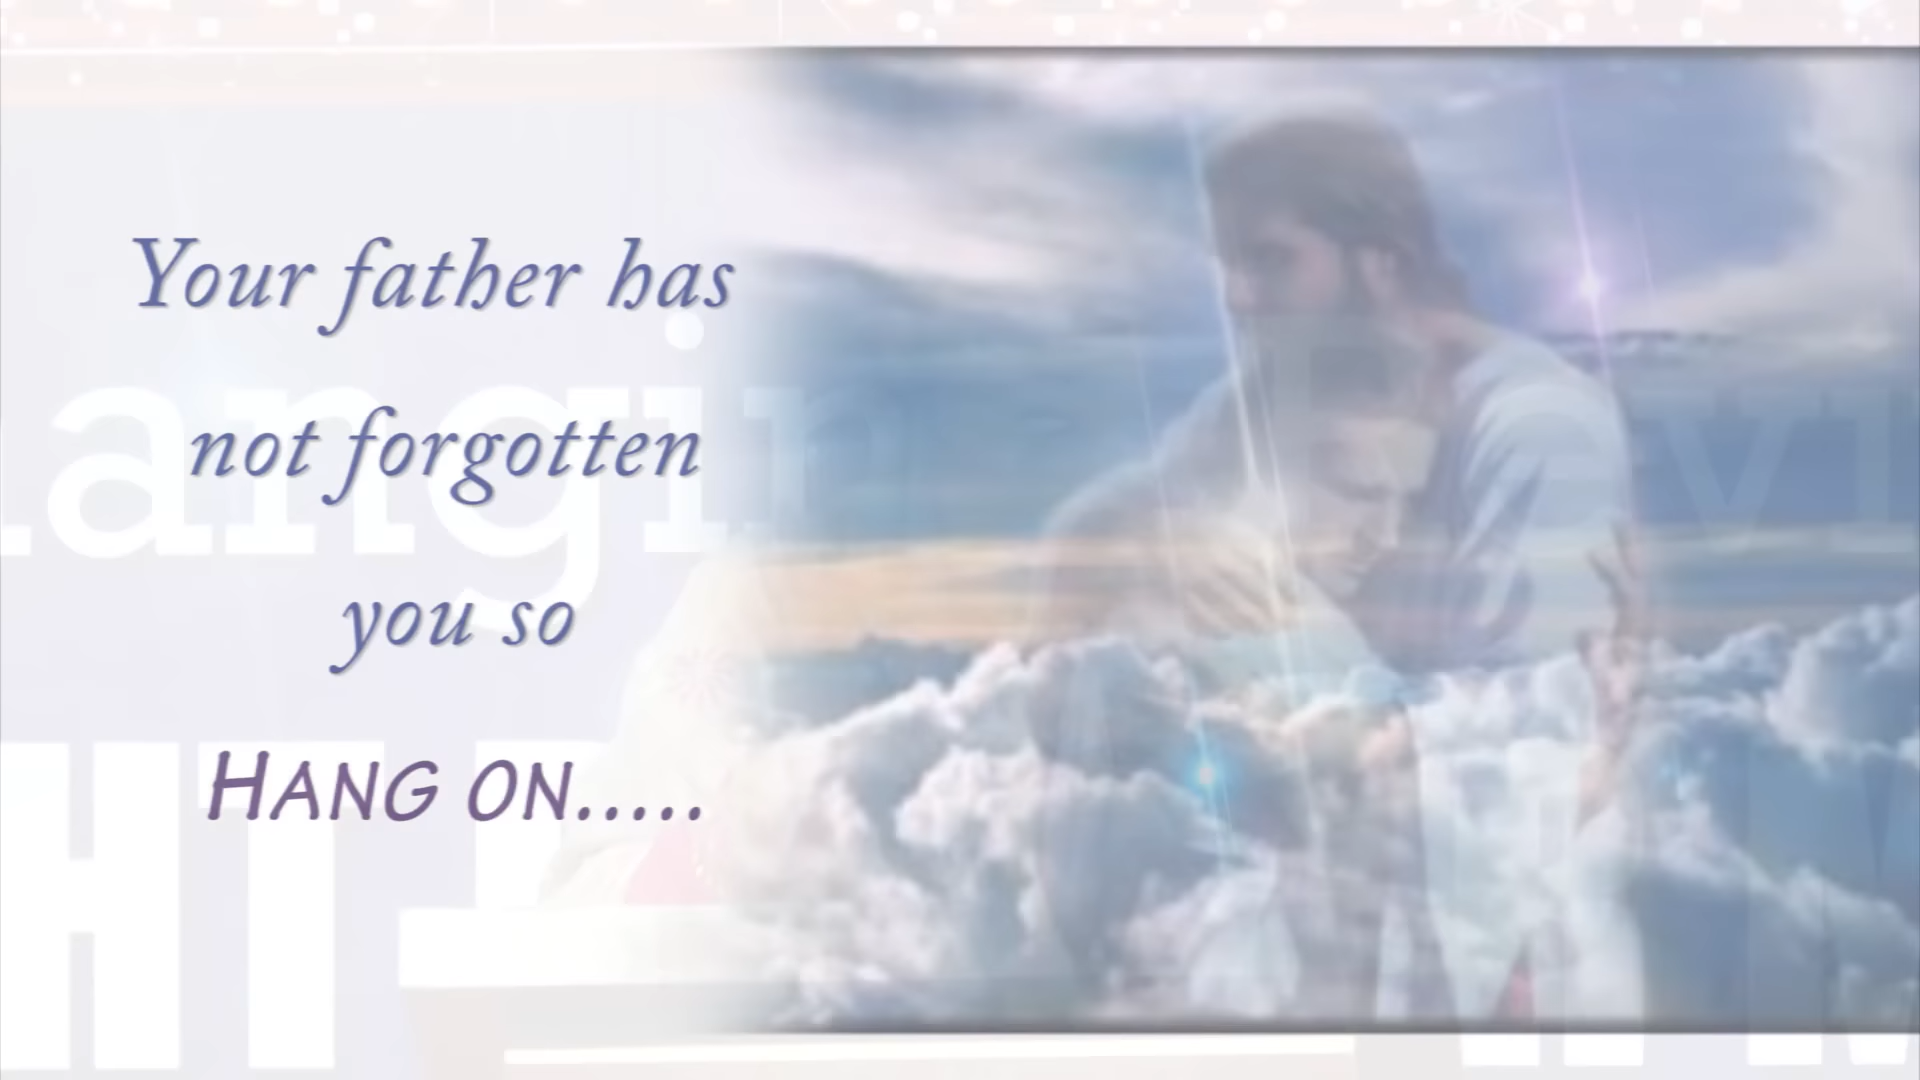 Your father has
not forgotten
you so
HANG ON.....